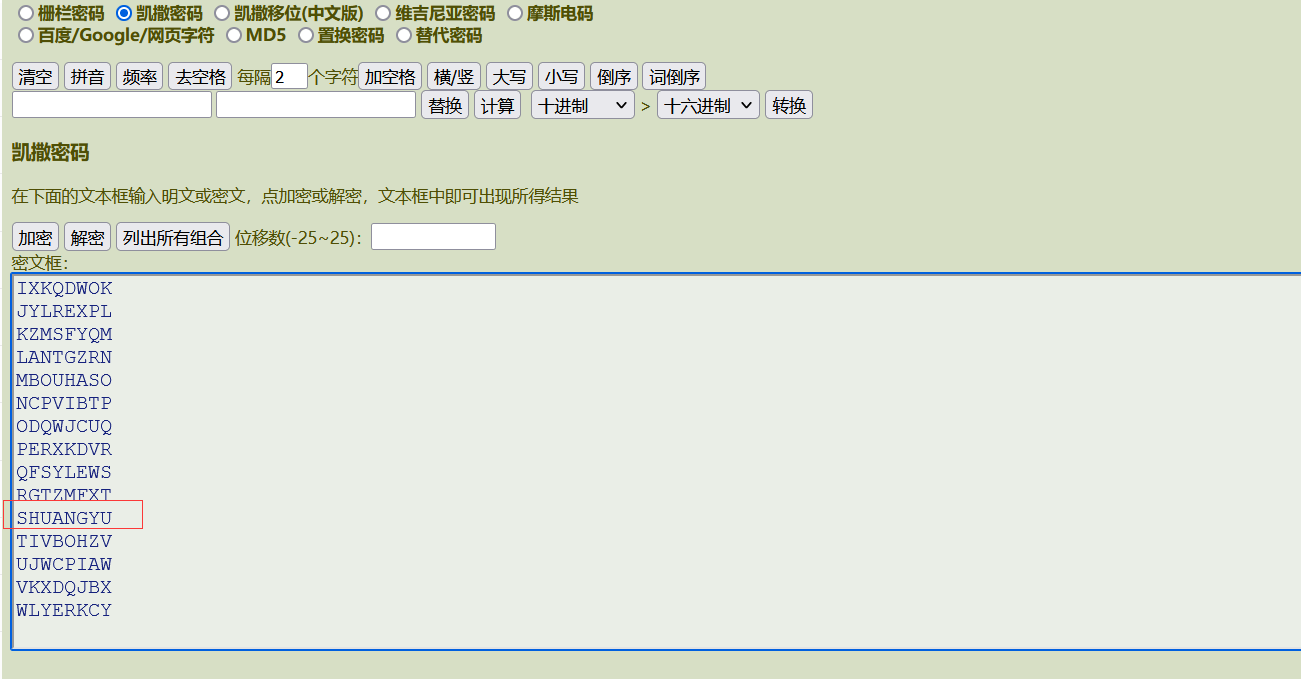 栅栏密码 凯撒密码 凯撒移位(中文版) 维吉尼亚密码 摩斯电码
百度/Google/网页字符 MD5 置换密码 替代密码
清空 拼音 频率 去空格 每隔2个字符加空格 横/竖 大写 小写 倒序 词倒序
替换 计算 十进制 > 十六进制 转换
凯撒密码
在下面的文本框输入明文或密文，点加密或解密，文本框中即可出现所得结果
加密 解密 列出所有组合 位移数(-25~25)：
密文框：
IXKQDWOK
JYLREXPL
KZMSFYQM
LANTGZRN
MBOUHASO
NCPVIBTP
ODQWJCUQ
PERXKDVR
QFSYLEWS
RGTZMFXT
SHUANGYU
TIVBOHZV
UJWCPIAW
VKXDQJBX
WLYERKCY